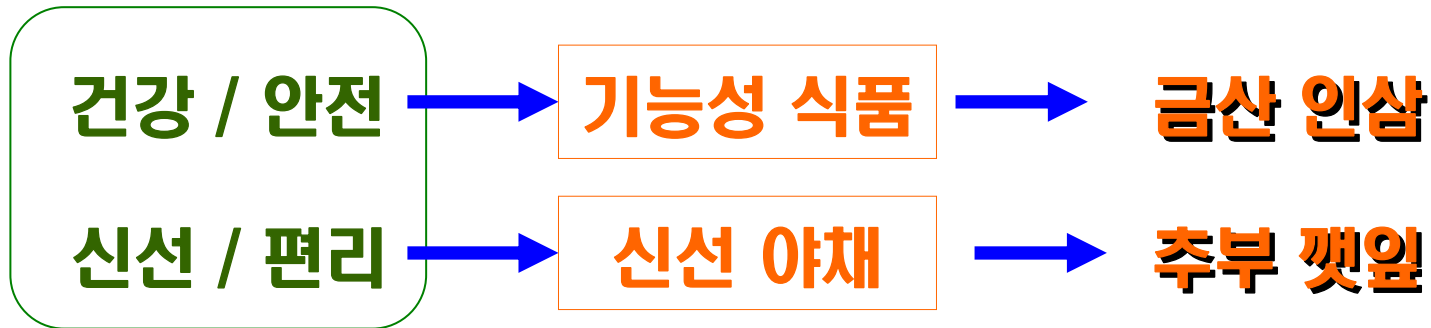 건강 / 안전 기능성 식품 금산 인삼
신선 / 편리 신선 야채 추부 깻잎